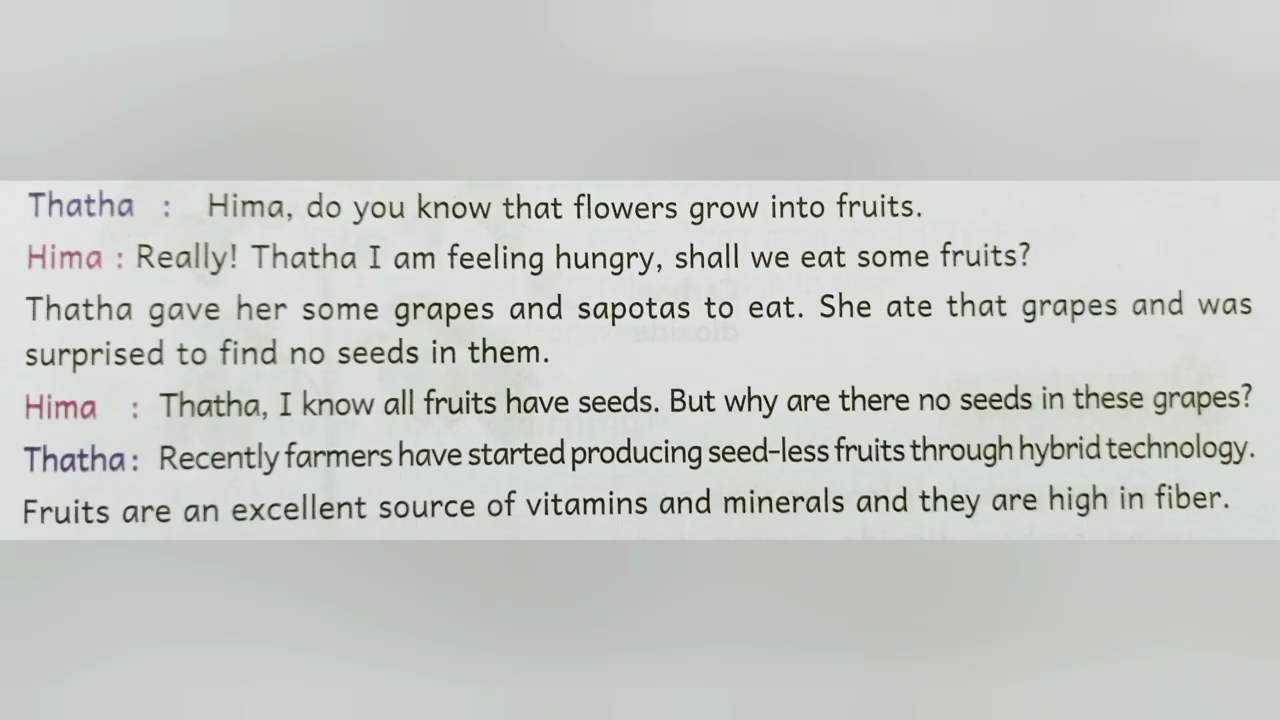 Thatha : Hima, do you know that flowers grow into fruits.
Hima : Really! Thatha I am feeling hungry, shall we eat some fruits?
Thatha gave her some grapes and sapotas to eat. She ate that grapes and was
surprised to find no seeds in them.
Hima : Thatha, I know all fruits have seeds. But why are there no seeds in these grapes?
Thatha : Recently farmers have started producing seed-less fruits through hybrid technology.
Fruits are an excellent source of vitamins and minerals and they are high in fiber.